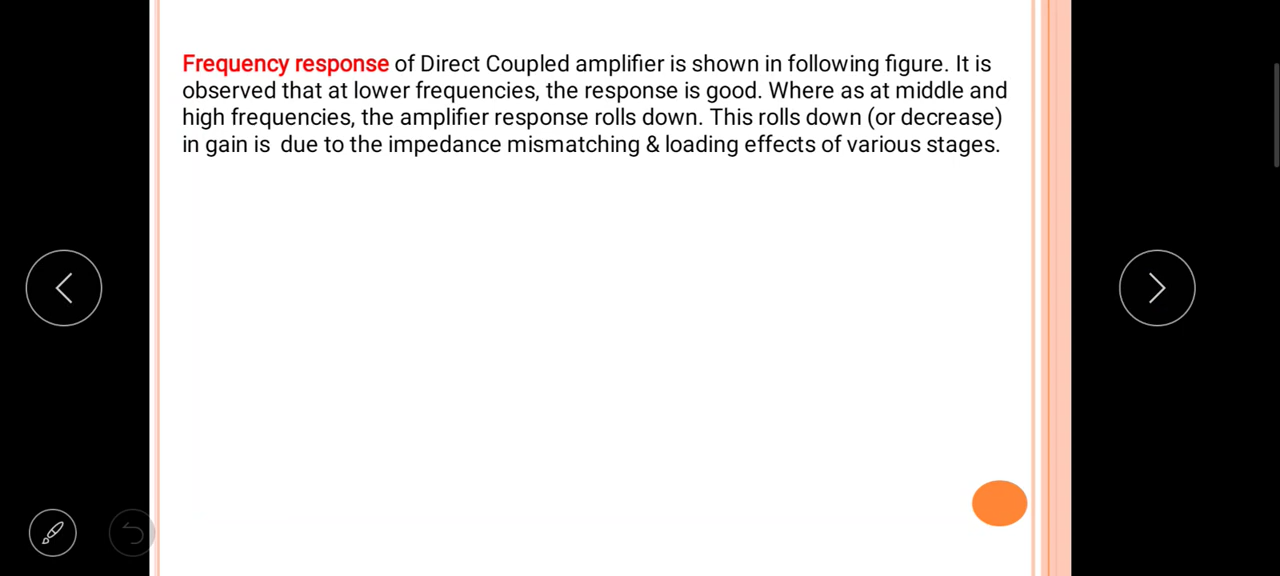 Frequency response of Direct Coupled amplifier is shown in following figure. It is
observed that at lower frequencies, the response is good. Where as at middle and
high frequencies, the amplifier response rolls down. This rolls down (or decrease)
in gain is due to the impedance mismatching & loading effects of various stages.